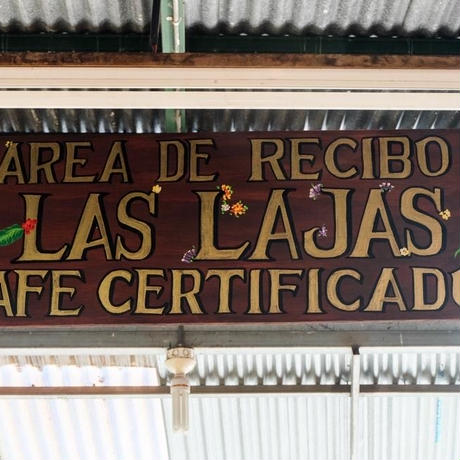 AREA DE RECIBO
LAS LAJAS
AFE CERTIFICADO